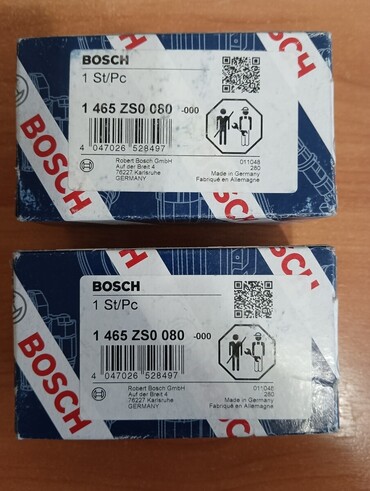 BOSCH
1 St/Pc
1 465 ZS0 080 -000
4 047026 528497
Robert Bosch GmbH
Auf der Breit 4
76227 Karlsruhe
GERMANY
011048
280
Made in Germany
Fabriqué en Allemagne
BOSCH
BOSCH
1 St/Pc
1 465 ZS0 080 -000
4 047026 528497
Robert Bosch GmbH
Auf der Breit 4
76227 Karlsruhe
GERMANY
011048
280
Made in Germany
Fabriqué en Allemagne
BOSCH